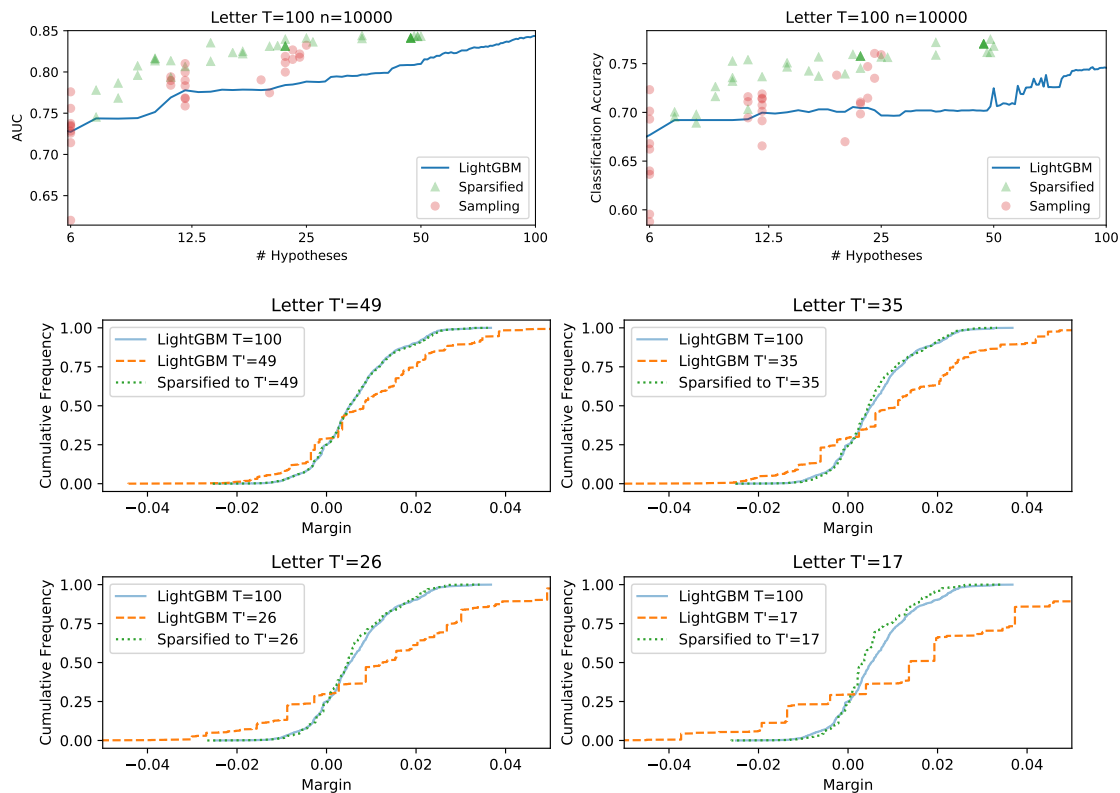 Letter T=100 n=10000
AUC
0.85
0.80
0.75
0.70
0.65
LightGBM
Sparsified
Sampling
6 12.5 25 50 100
# Hypotheses
Letter T=100 n=10000
Classification Accuracy
0.75
0.70
0.65
0.60
LightGBM
Sparsified
Sampling
6 12.5 25 50 100
# Hypotheses
Letter T'=49
Cumulative Frequency
1.00
0.75
0.50
0.25
0.00
LightGBM T=100
LightGBM T'=49
Sparsified to T'=49
−0.04 −0.02 0.00 0.02 0.04
Margin
Letter T'=35
Cumulative Frequency
1.00
0.75
0.50
0.25
0.00
LightGBM T=100
LightGBM T'=35
Sparsified to T'=35
−0.04 −0.02 0.00 0.02 0.04
Margin
Letter T'=26
Cumulative Frequency
1.00
0.75
0.50
0.25
0.00
LightGBM T=100
LightGBM T'=26
Sparsified to T'=26
−0.04 −0.02 0.00 0.02 0.04
Margin
Letter T'=17
Cumulative Frequency
1.00
0.75
0.50
0.25
0.00
LightGBM T=100
LightGBM T'=17
Sparsified to T'=17
−0.04 −0.02 0.00 0.02 0.04
Margin